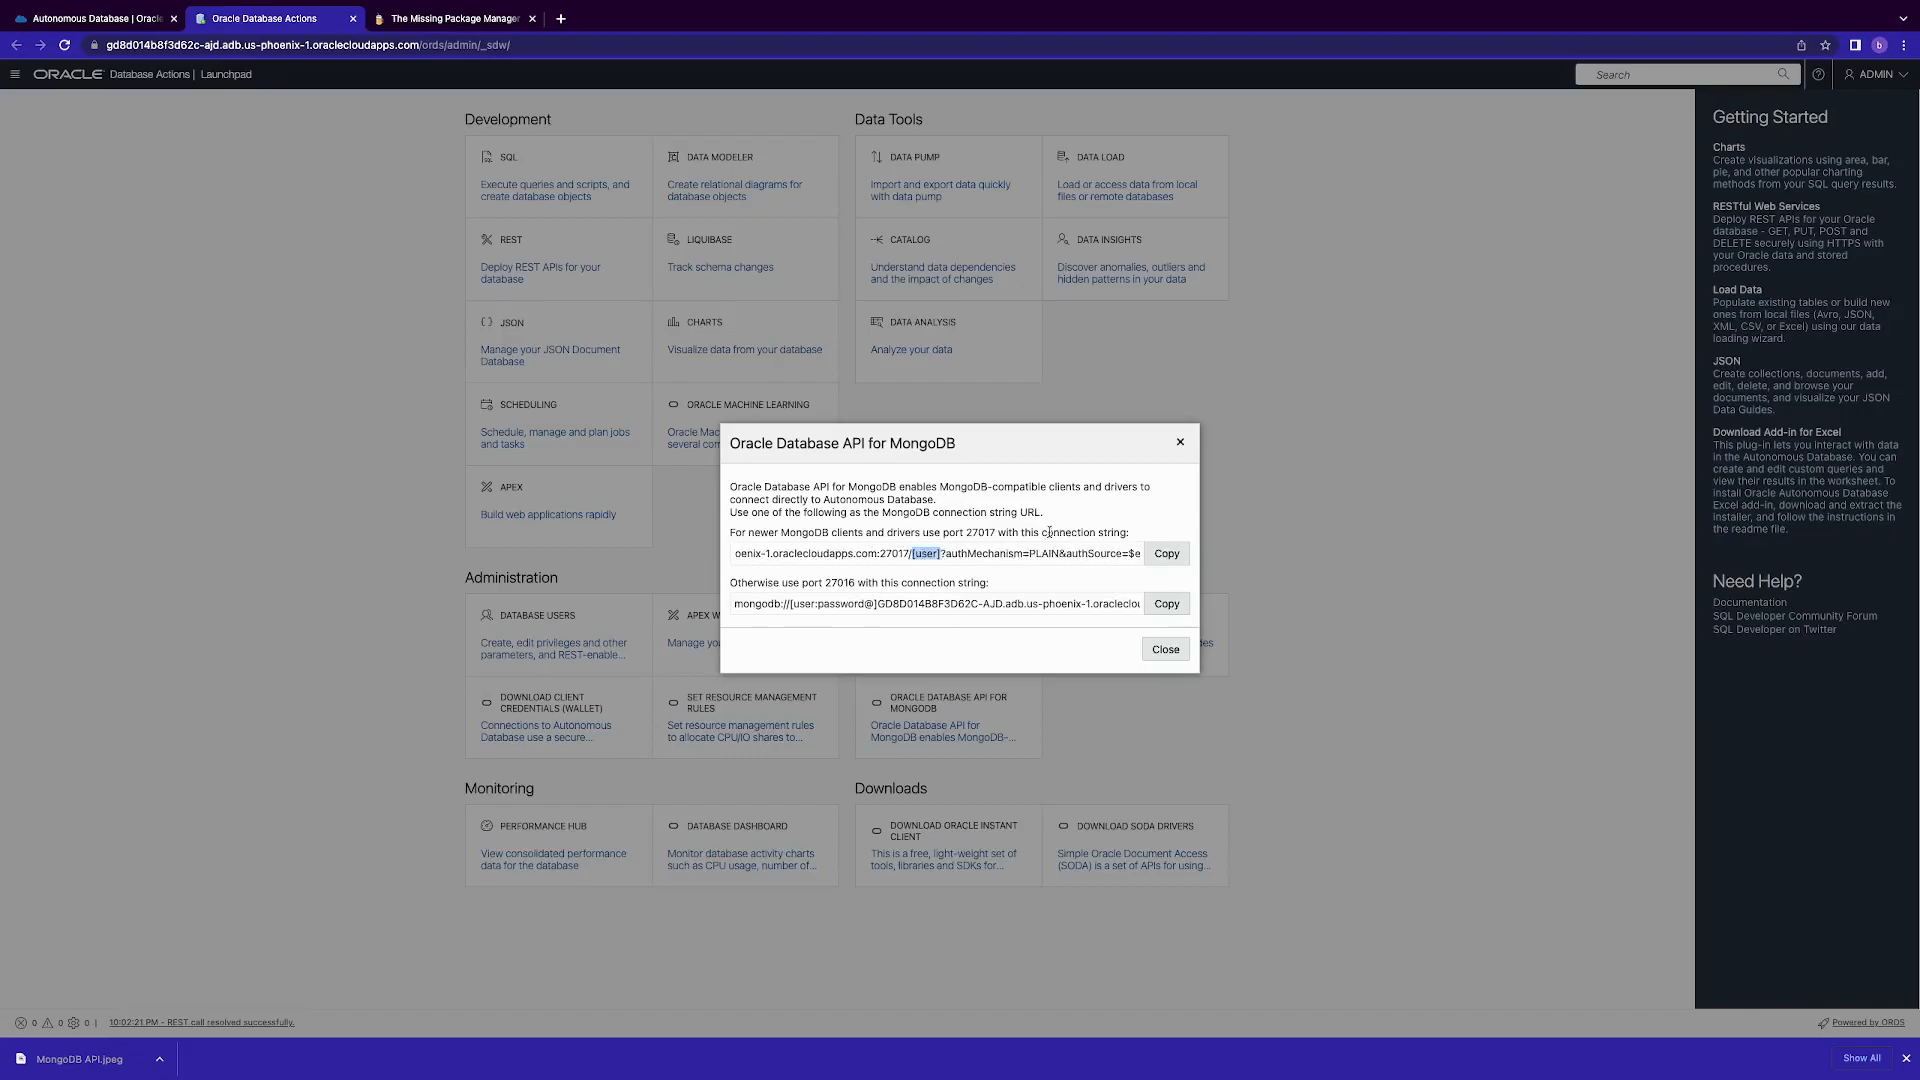 Autonomous Database | Oracle
Oracle Database Actions
The Missing Package Manager
gd8d014b8f3d62c-ajd.adb.us-phoenix-1.oraclecloudapps.com/ords/admin/_sdw/
b
ORACLE Database Actions | Launchpad
Search
ADMIN
Development
SQL
Execute queries and scripts, and
create database objects
DATA MODELER
Create relational diagrams for
database objects
REST
Deploy REST APIs for your
database
LIQUIBASE
Track schema changes
JSON
Manage your JSON Document
Database
CHARTS
Visualize data from your database
SCHEDULING
Schedule, manage and plan jobs
and tasks
ORACLE MACHINE LEARNING
Oracle Mac
several con
APEX
Build web applications rapidly
Data Tools
DATA PUMP
Import and export data quickly
with data pump
DATA LOAD
Load or access data from local
files or remote databases
CATALOG
Understand data dependencies
and the impact of changes
DATA INSIGHTS
Discover anomalies, outliers and
hidden patterns in your data
DATA ANALYSIS
Analyze your data
Oracle Database API for MongoDB
Oracle Database API for MongoDB enables MongoDB-compatible clients and drivers to
connect directly to Autonomous Database.
Use one of the following as the MongoDB connection string URL.
For newer MongoDB clients and drivers use port 27017 with this connection string:
oenix-1.oraclecloudapps.com:27017/[user]?authMechanism=PLAIN&authSource=$e
Copy
Otherwise use port 27016 with this connection string:
mongodb://[user:password@]GD8D014B8F3D62C-AJD.adb.us-phoenix-1.oracleclou
Copy
Close
Administration
DATABASE USERS
Create, edit privileges and other
parameters, and REST-enable...
APEX W
Manage you
des
DOWNLOAD CLIENT
CREDENTIALS (WALLET)
Connections to Autonomous
Database use a secure...
SET RESOURCE MANAGEMENT
RULES
Set resource management rules
to allocate CPU/IO shares to...
ORACLE DATABASE API FOR
MONGODB
Oracle Database API for
MongoDB enables MongoDB-...
Monitoring
PERFORMANCE HUB
View consolidated performance
data for the database
DATABASE DASHBOARD
Monitor database activity charts
such as CPU usage, number of...
Downloads
DOWNLOAD ORACLE INSTANT
CLIENT
This is a free, light-weight set of
tools, libraries and SDKs for...
DOWNLOAD SODA DRIVERS
Simple Oracle Document Access
(SODA) is a set of APIs for using...
Getting Started
Charts
Create visualizations using area, bar,
pie, and other popular charting
methods from your SQL query results.
RESTful Web Services
Deploy REST APIs for your Oracle
database - GET, PUT, POST and
DELETE securely using HTTPS with
your Oracle data and stored
procedures.
Load Data
Populate existing tables or build new
ones from local files (Avro, JSON,
XML, CSV, or Excel) using our data
loading wizard.
JSON
Create collections, documents, add,
edit, delete, and browse your
documents, and visualize your JSON
Data Guides.
Download Add-in for Excel
This plug-in lets you interact with data
in the Autonomous Database. You can
create and edit custom queries and
view their results in the worksheet. To
install Oracle Autonomous Database
Excel add-in, download and extract the
installer, and follow the instructions in
the readme file.
Need Help?
Documentation
SQL Developer Community Forum
SQL Developer on Twitter
0 0 0 | 10:02:21 PM - REST call resolved successfully.
Powered by ORDS
MongoDB API.jpeg
Show All